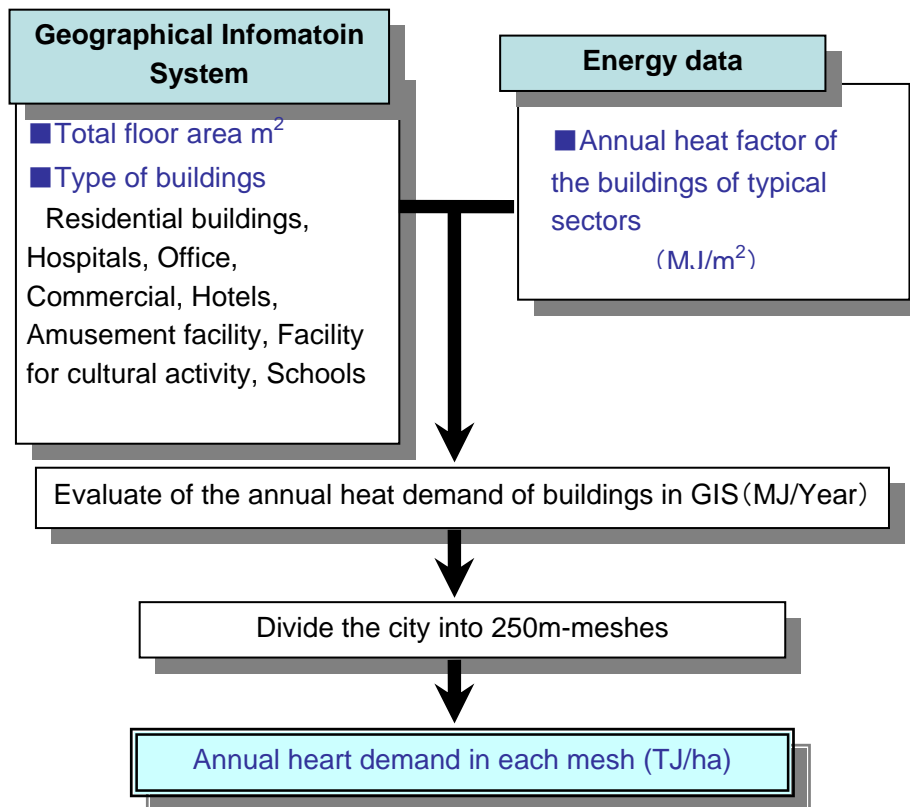 Geographical Infomatoin
System
■Total floor area m²
■Type of buildings
Residential buildings,
Hospitals, Office,
Commercial, Hotels,
Amusement facility, Facility
for cultural activity, Schools
Energy data
■Annual heat factor of
the buildings of typical
sectors
（MJ/m²）
Evaluate of the annual heat demand of buildings in GIS（MJ/Year）
Divide the city into 250m-meshes
Annual heart demand in each mesh (TJ/ha)